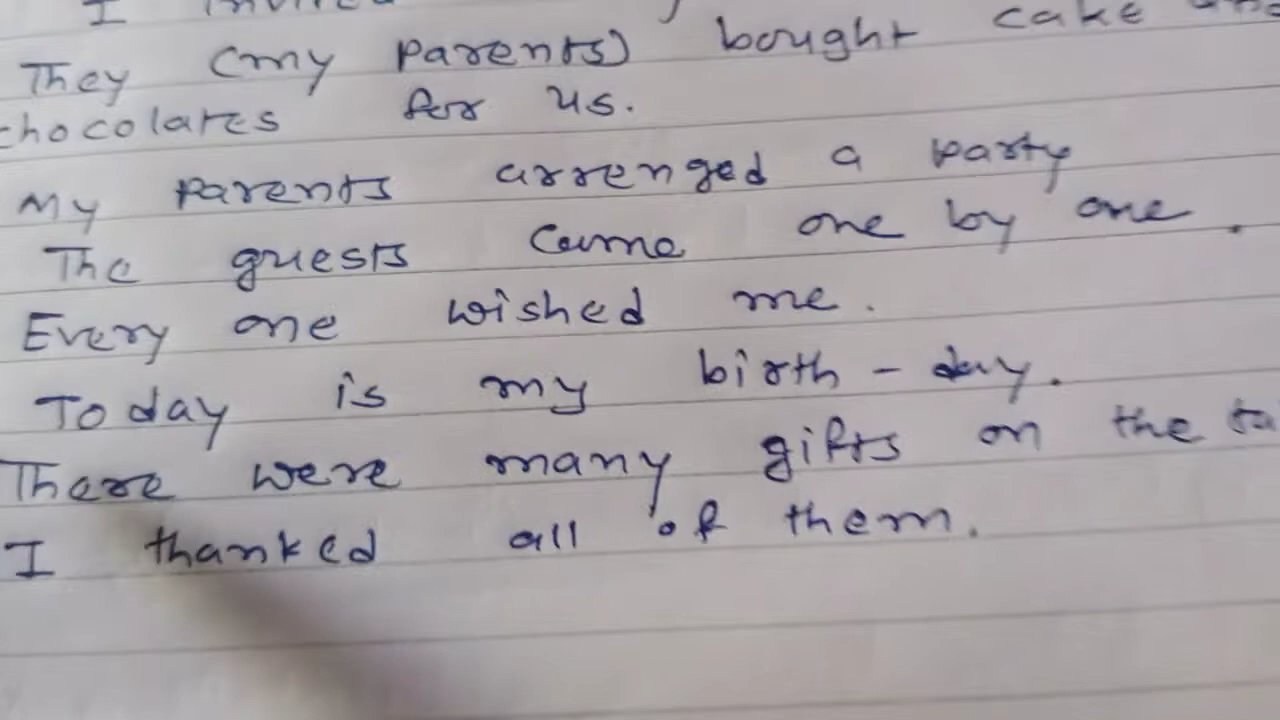 I invited
They (my parents) bought cake
chocolates for us.
My parents arrenged a party
The guests came one by one.
Every one wished me.
Today is my birth-day.
There were many gifts on the
I thanked all of them.